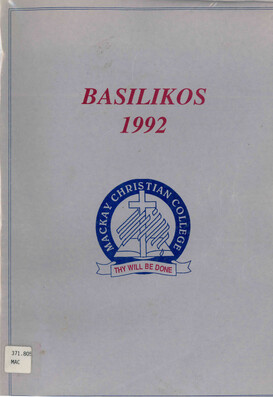 BASILIKOS
1992
MACKAY CHRISTIAN COLLEGE
THY WILL BE DONE
371.805
MAC